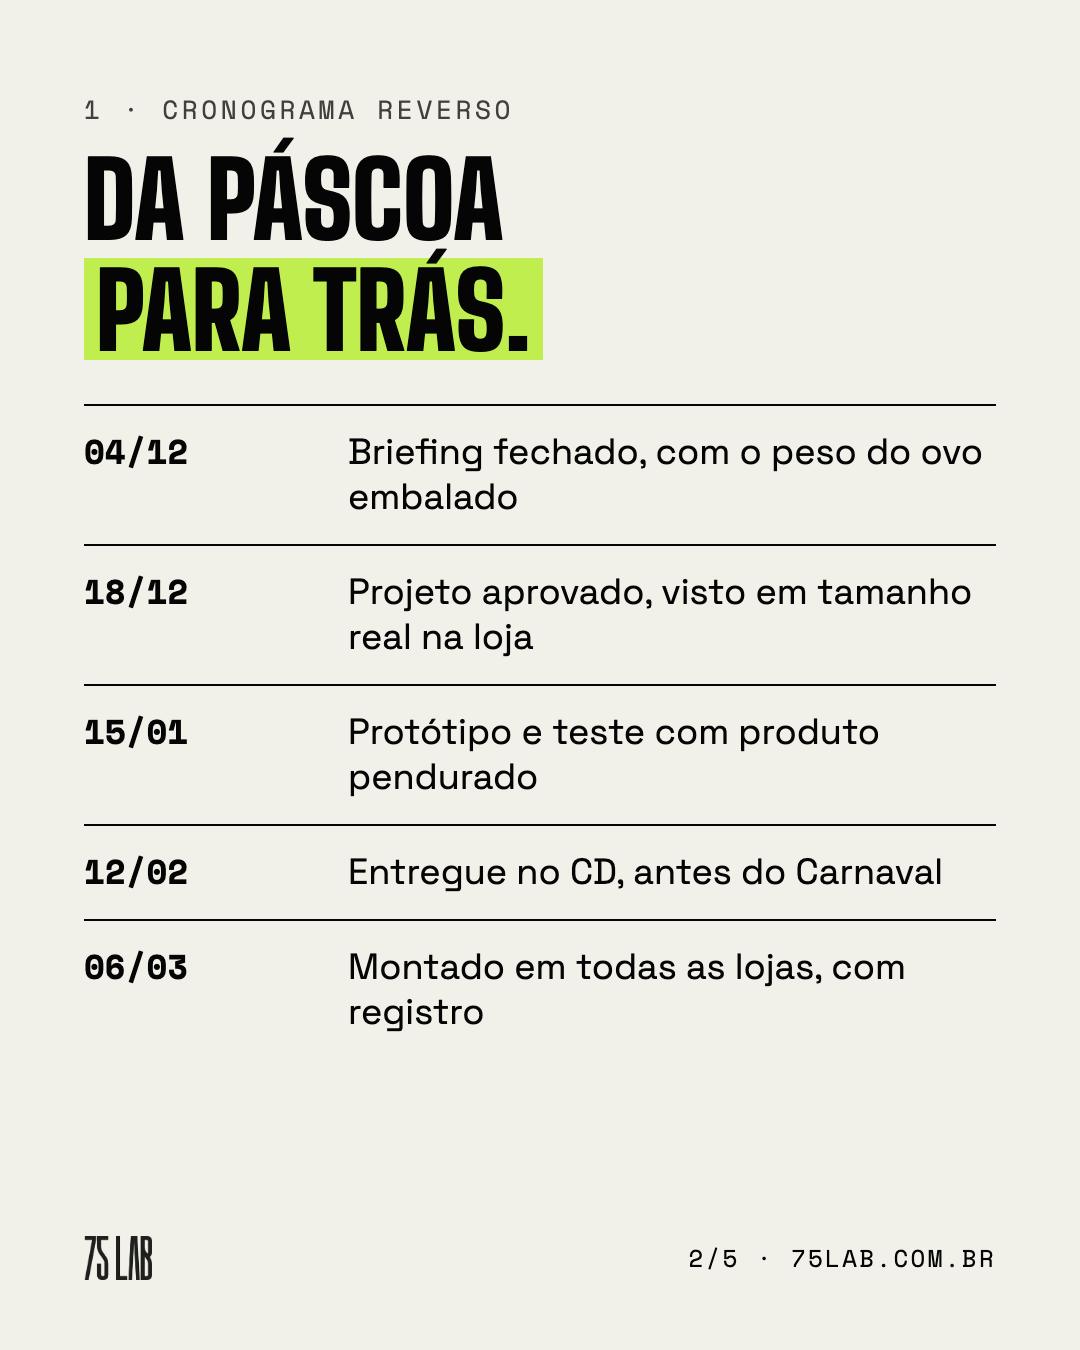 1 · CRONOGRAMA REVERSO
DA PÁSCOA
PARA TRÁS.
04/12
Briefing fechado, com o peso do ovo
embalado
18/12
Projeto aprovado, visto em tamanho
real na loja
15/01
Protótipo e teste com produto
pendurado
12/02
Entregue no CD, antes do Carnaval
06/03
Montado em todas as lojas, com
registro
75 LAB
2/5 · 75LAB.COM.BR